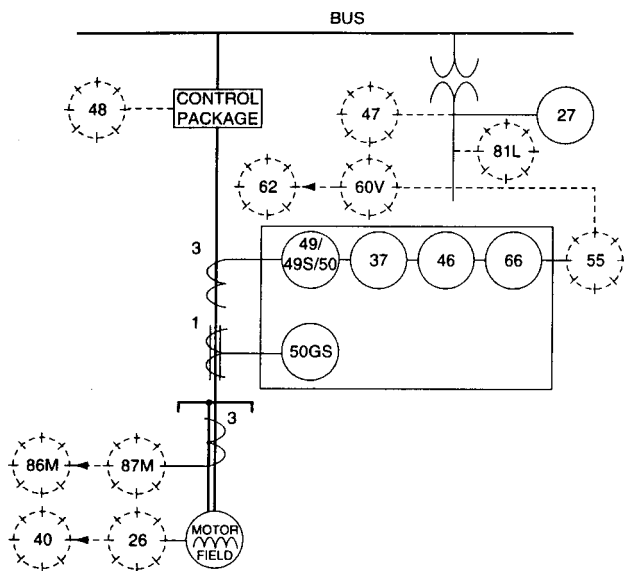 BUS
48
CONTROL
PACKAGE
47
27
81L
62
60V
3
49/
49S/50
37
46
66
55
1
50GS
3
86M
87M
40
26
MOTOR
FIELD